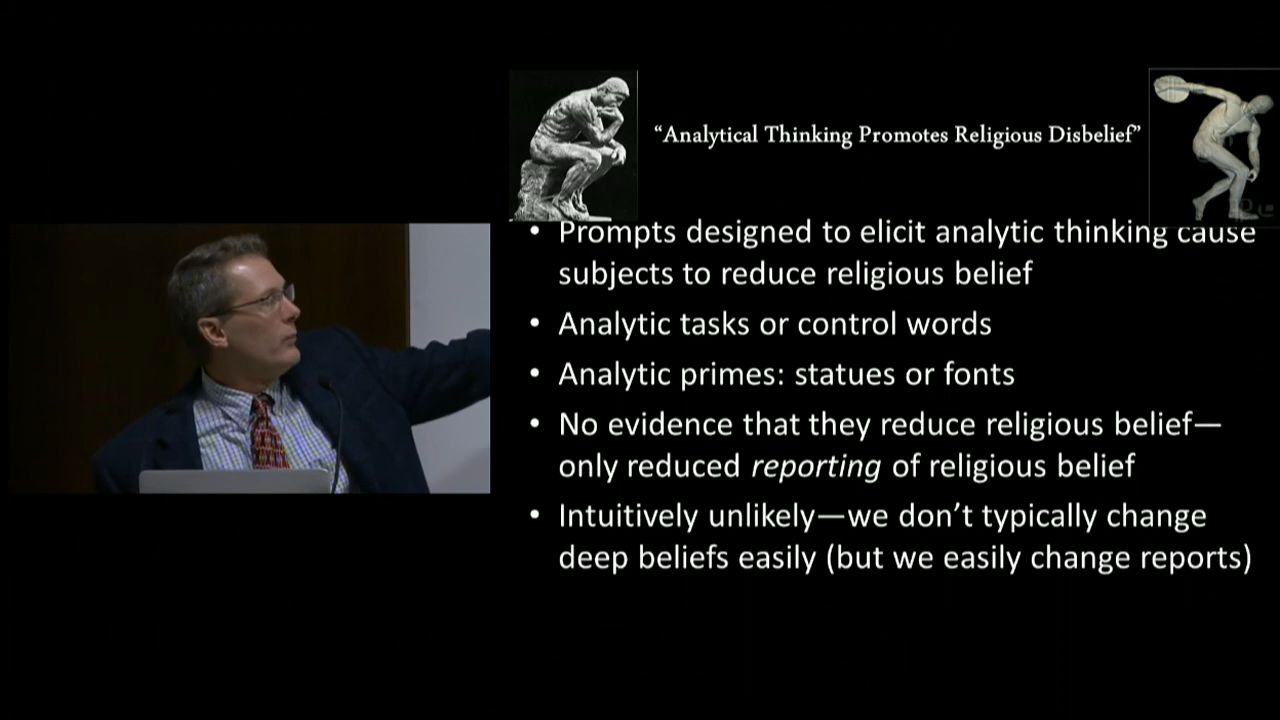 “Analytical Thinking Promotes Religious Disbelief”
• Prompts designed to elicit analytic thinking cause
subjects to reduce religious belief
• Analytic tasks or control words
• Analytic primes: statues or fonts
• No evidence that they reduce religious belief—
only reduced reporting of religious belief
• Intuitively unlikely—we don’t typically change
deep beliefs easily (but we easily change reports)